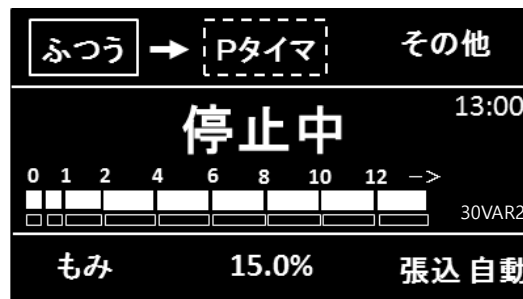 ふつう → Pタイマ その他
13:00
停止中
0 1 2 4 6 8 10 12 ->
30VAR2
もみ 15.0% 張込 自動